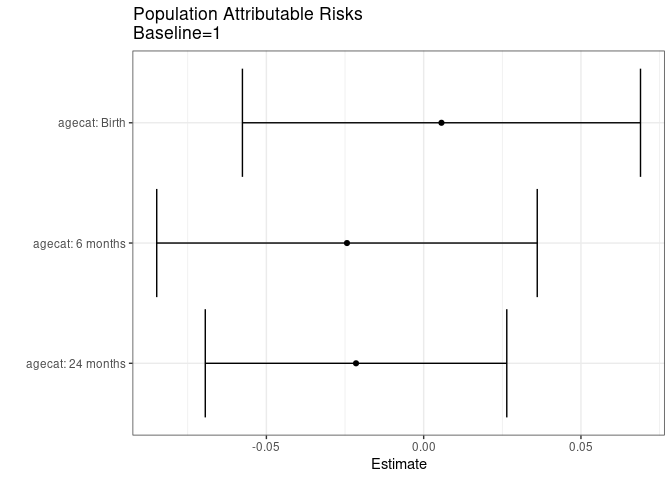 Population Attributable Risks
Baseline=1
agecat: Birth
agecat: 6 months
agecat: 24 months
-0.05 0.00 0.05
Estimate